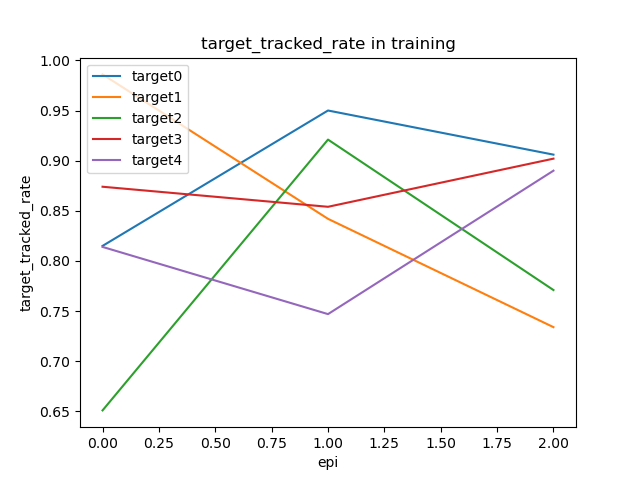 target_tracked_rate in training
1.00
0.95
0.90
0.85
0.80
0.75
0.70
0.65
target_tracked_rate
target0
target1
target2
target3
target4
0.00 0.25 0.50 0.75 1.00 1.25 1.50 1.75 2.00
epi